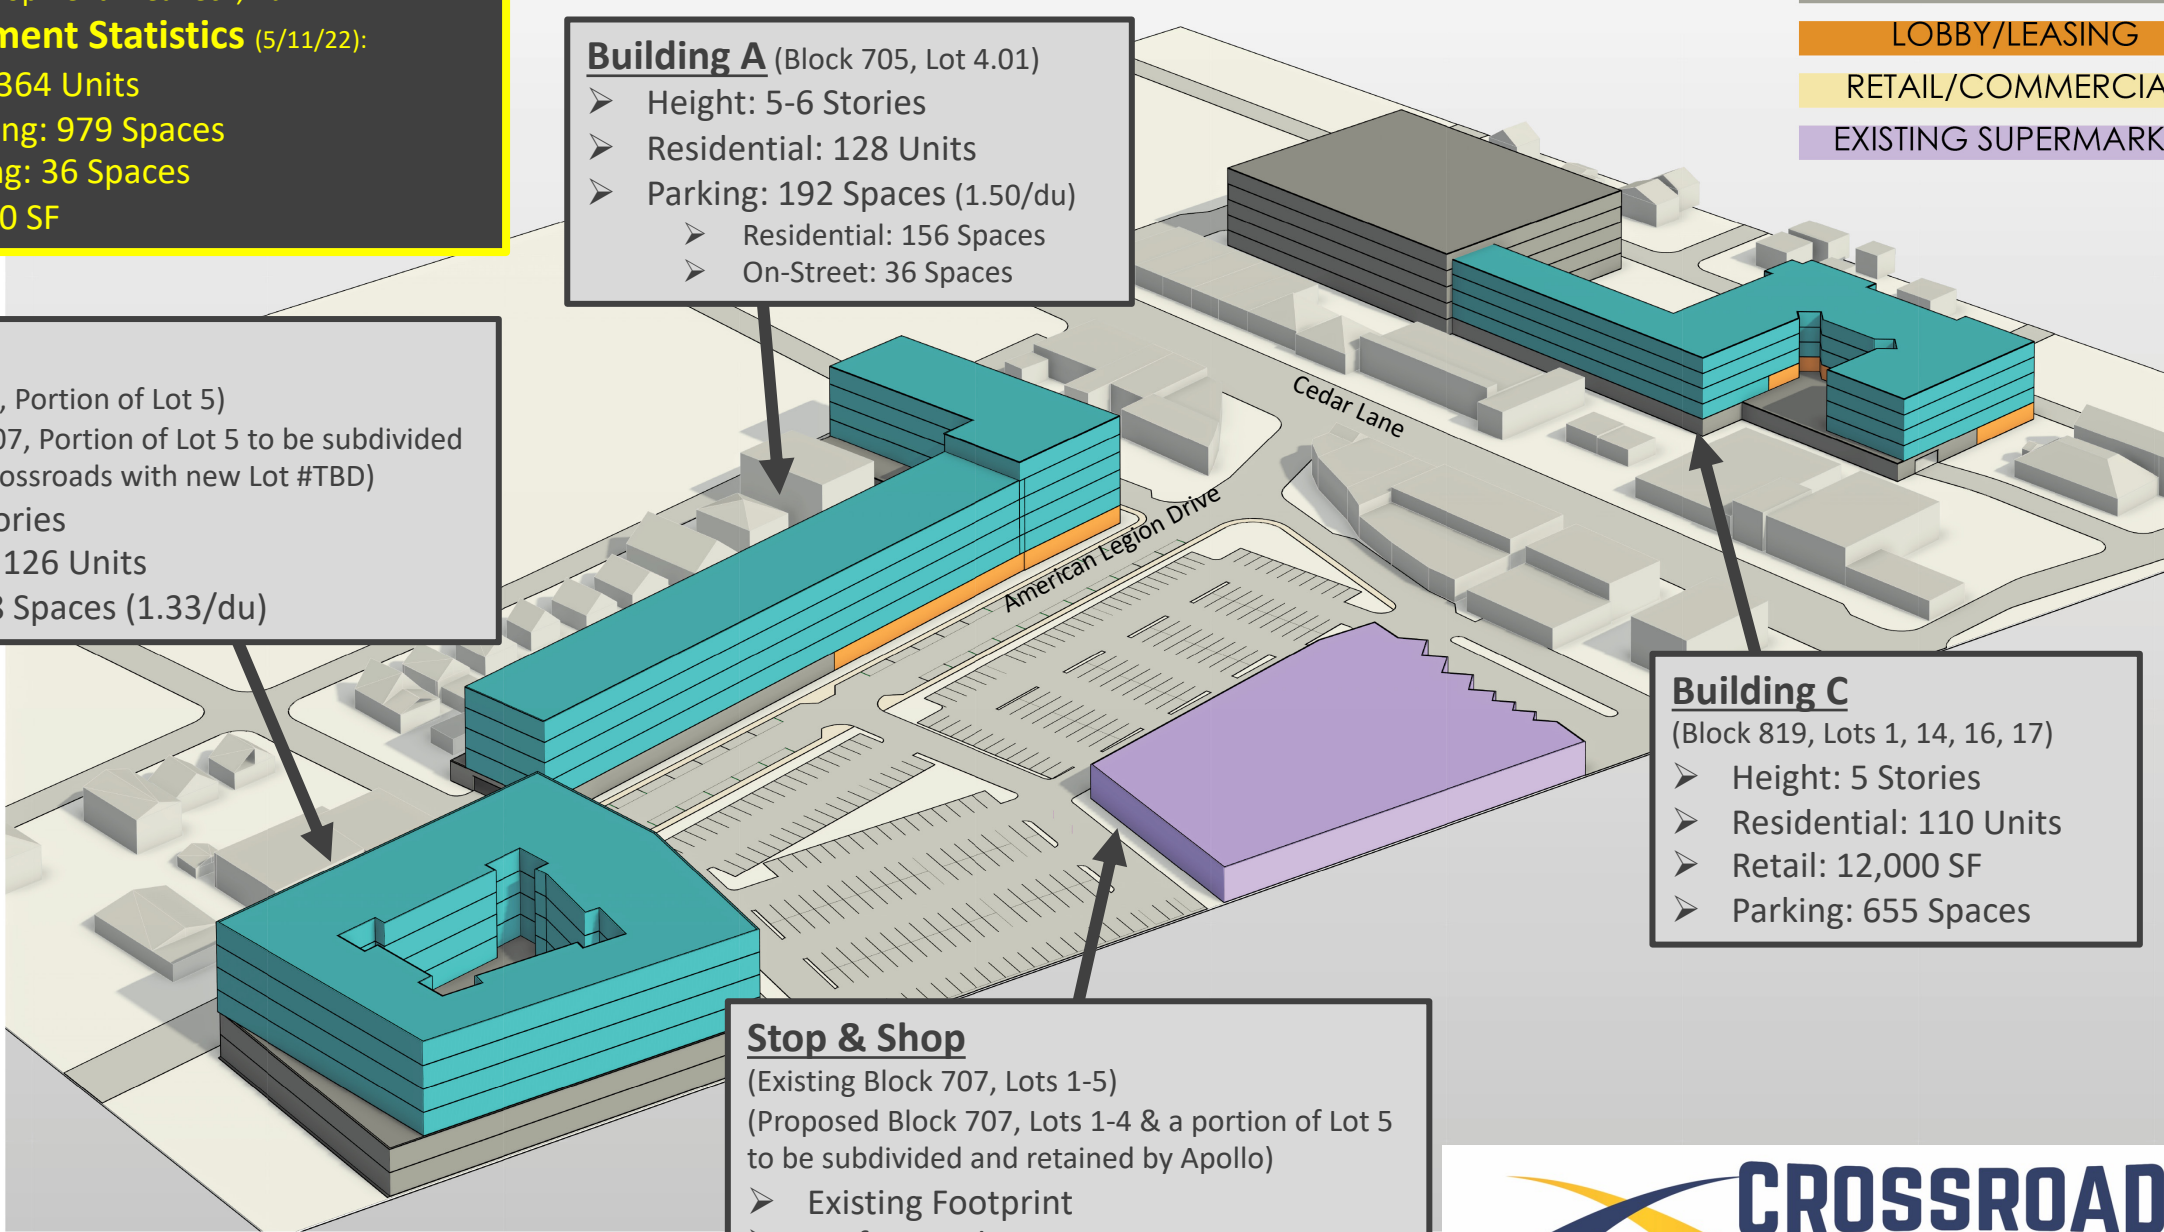 ment Statistics (5/11/22):
364 Units
ng: 979 Spaces
g: 36 Spaces
0 SF
Building A (Block 705, Lot 4.01)
➢ Height: 5-6 Stories
➢ Residential: 128 Units
➢ Parking: 192 Spaces (1.50/du)
➢ Residential: 156 Spaces
➢ On-Street: 36 Spaces
LOBBY/LEASING
RETAIL/COMMERCIA
EXISTING SUPERMARK
, Portion of Lot 5)
07, Portion of Lot 5 to be subdivided
rossroads with new Lot #TBD)
ories
126 Units
8 Spaces (1.33/du)
Cedar Lane
American Legion Drive
Building C
(Block 819, Lots 1, 14, 16, 17)
➢ Height: 5 Stories
➢ Residential: 110 Units
➢ Retail: 12,000 SF
➢ Parking: 655 Spaces
Stop & Shop
(Existing Block 707, Lots 1-5)
(Proposed Block 707, Lots 1-4 & a portion of Lot 5
to be subdivided and retained by Apollo)
➢ Existing Footprint
CROSSROAD